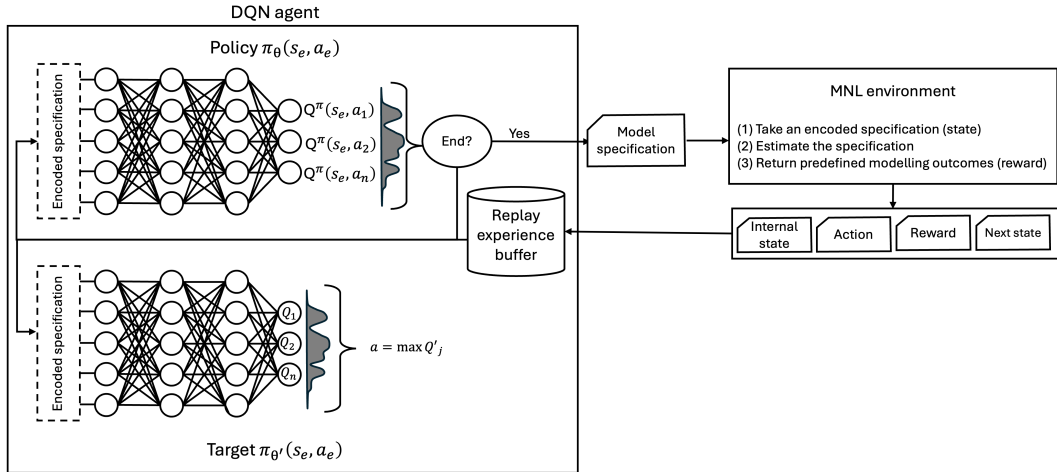 DQN agent
Policy π_θ(s_e, a_e)
Encoded specification
Q^π(s_e, a_1)
Q^π(s_e, a_2)
Q^π(s_e, a_n)
End?
Yes
Model
specification
MNL environment
(1) Take an encoded specification (state)
(2) Estimate the specification
(3) Return predefined modelling outcomes (reward)
Internal
state
Action
Reward
Next state
Replay
experience
buffer
Encoded specification
Q_1
Q_2
Q_n
a = max Q'_j
Target π_θ'(s_e, a_e)